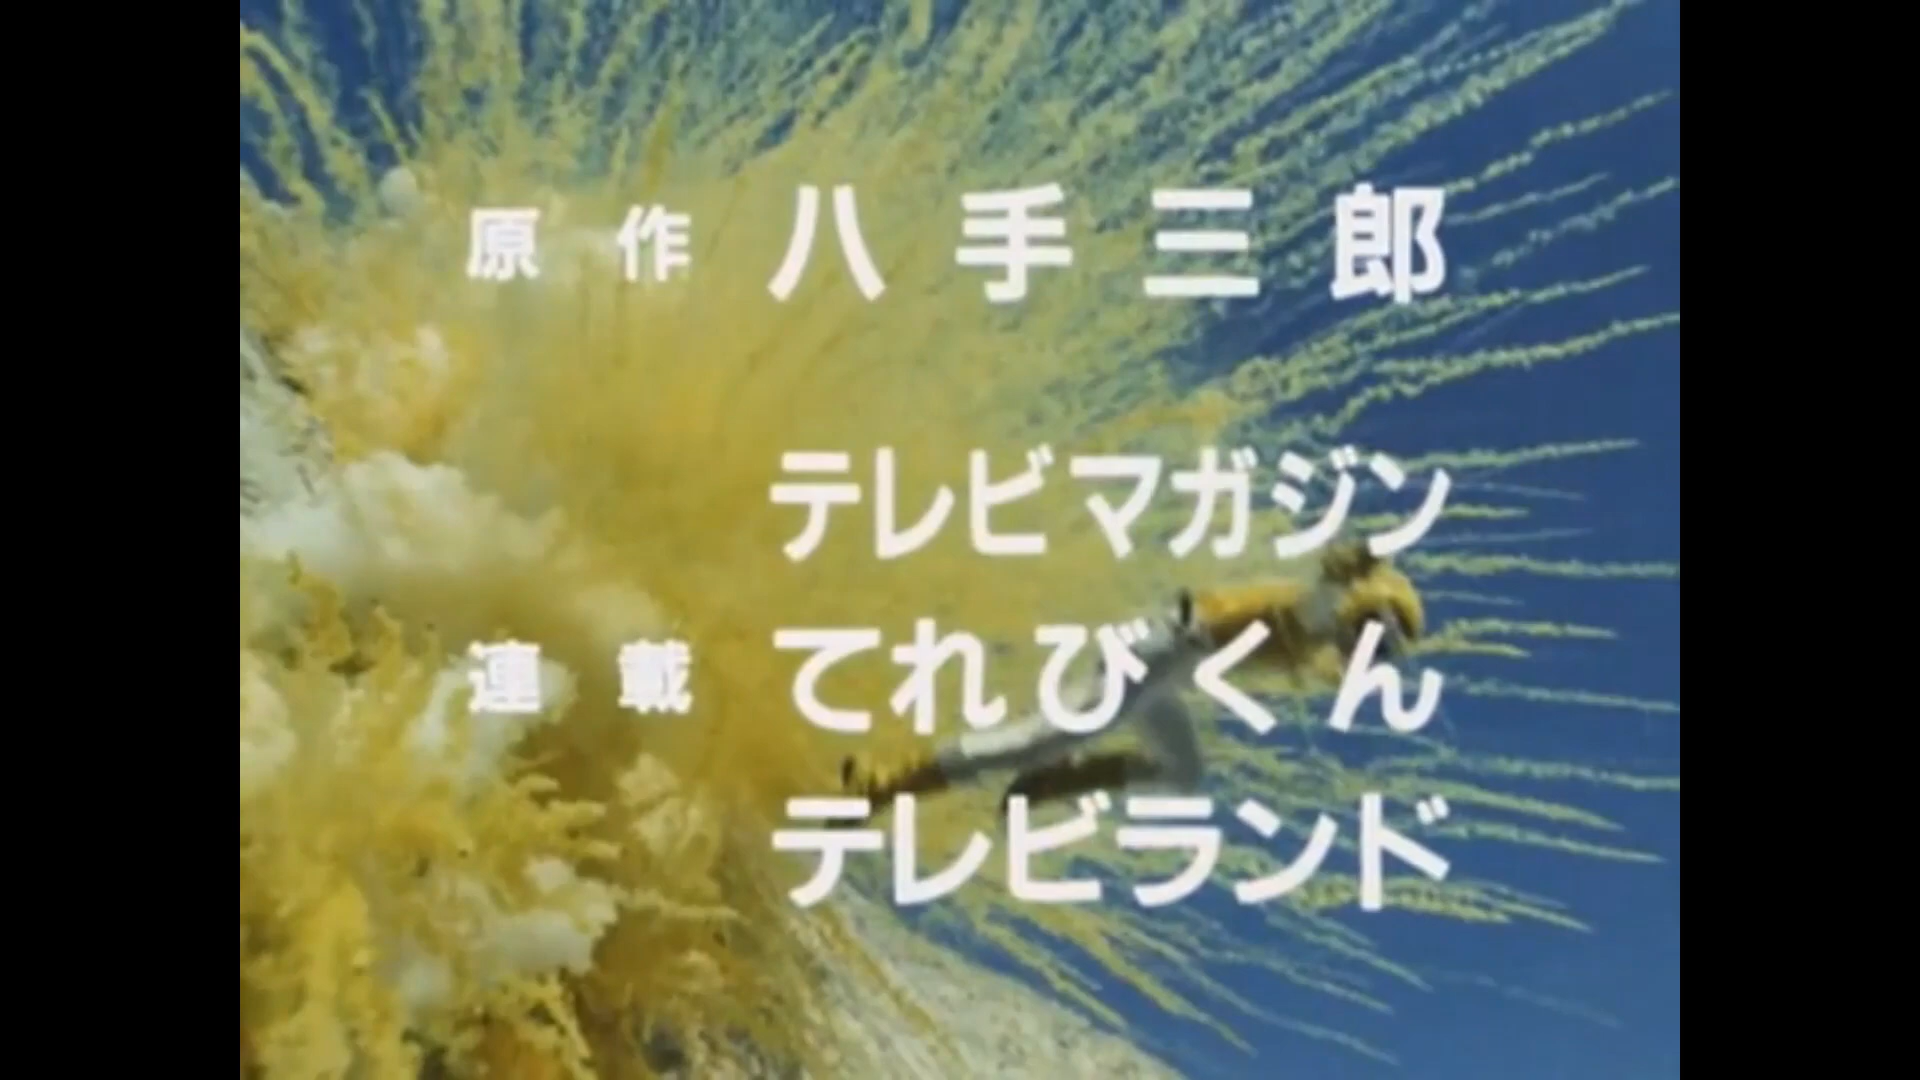 原作 八手三郎
テレビマガジン
連載 てれびくん
テレビランド